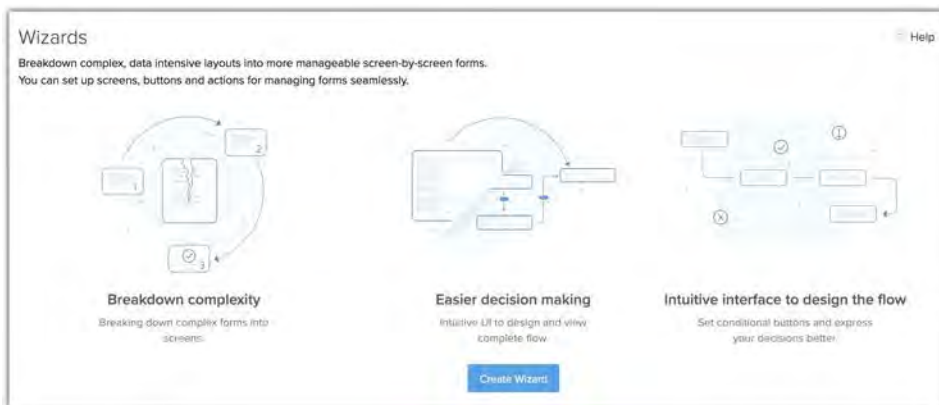 Wizards
Help
Breakdown complex, data intensive layouts into more manageable screen-by-screen forms.
You can set up screens, buttons and actions for managing forms seamlessly.
1
2
3
Breakdown complexity
Breaking down complex forms into
screens.
Easier decision making
Intuitive UI to design and view
complete flow
Create Wizard
Intuitive interface to design the flow
Set conditional buttons and express
your decisions better.